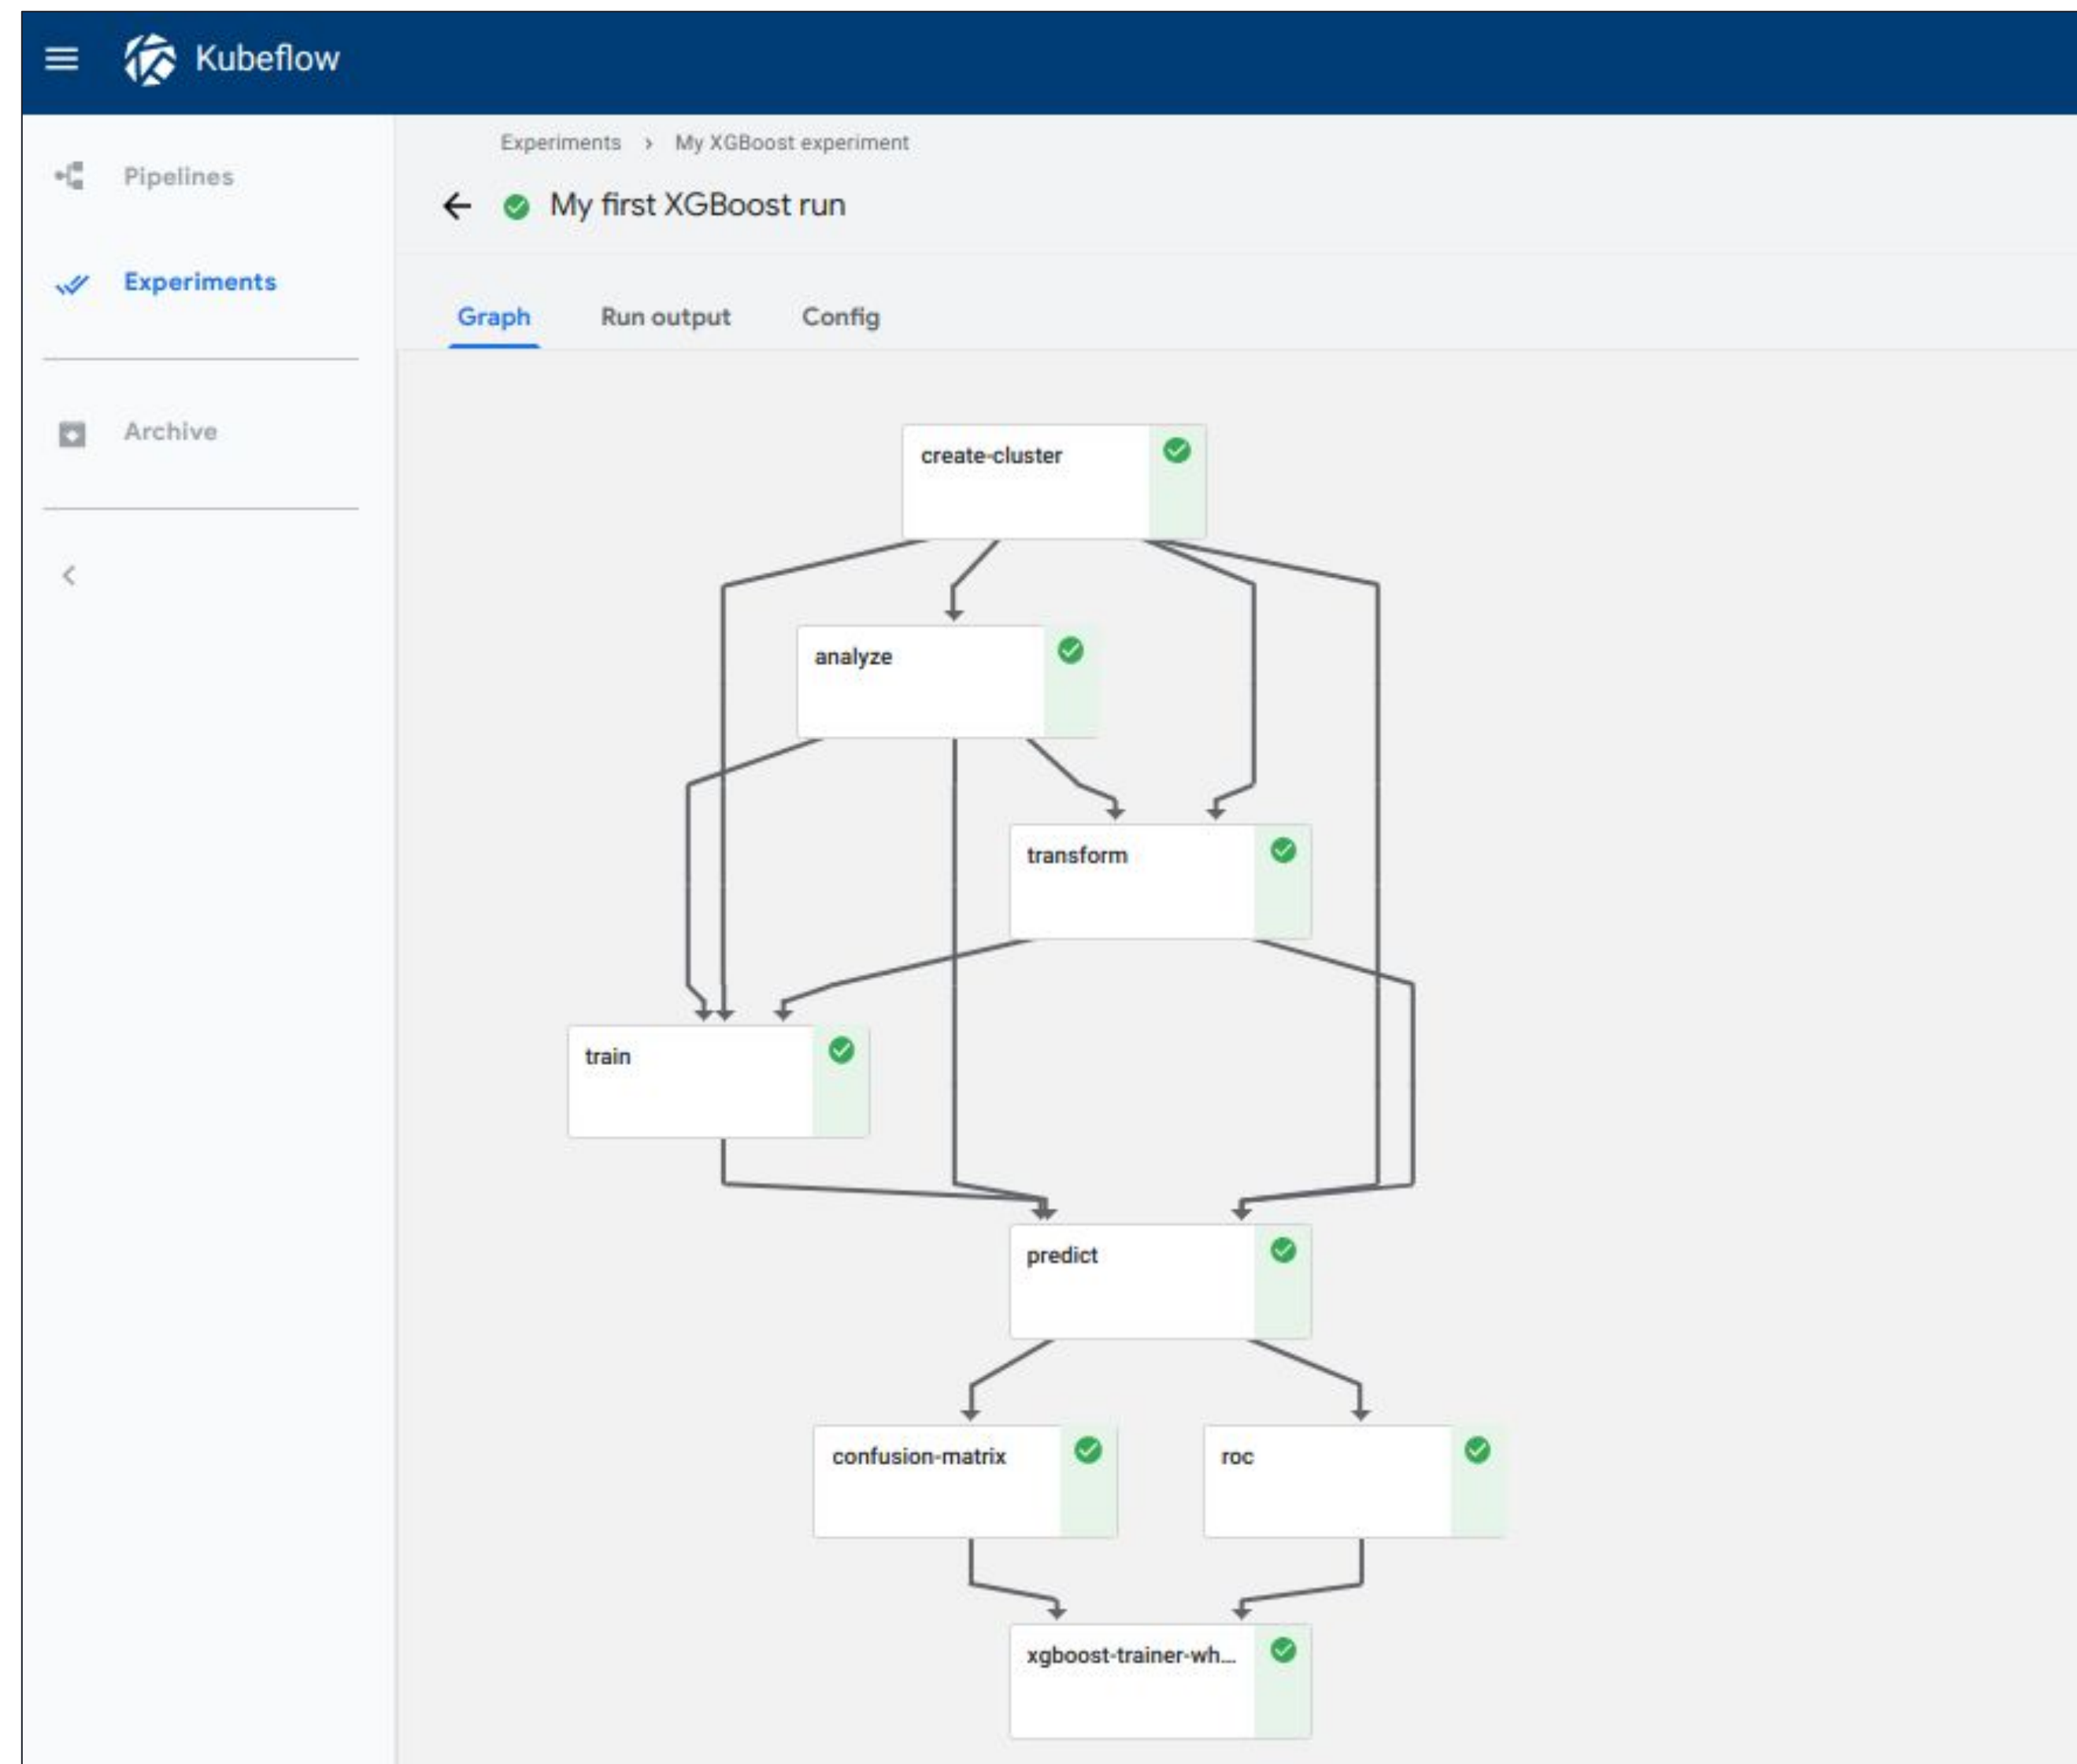 Kubeflow
Pipelines
Experiments
Archive
Experiments > My XGBoost experiment
My first XGBoost run
Graph Run output Config
create-cluster
analyze
transform
train
predict
confusion-matrix
roc
xgboost-trainer-wh...